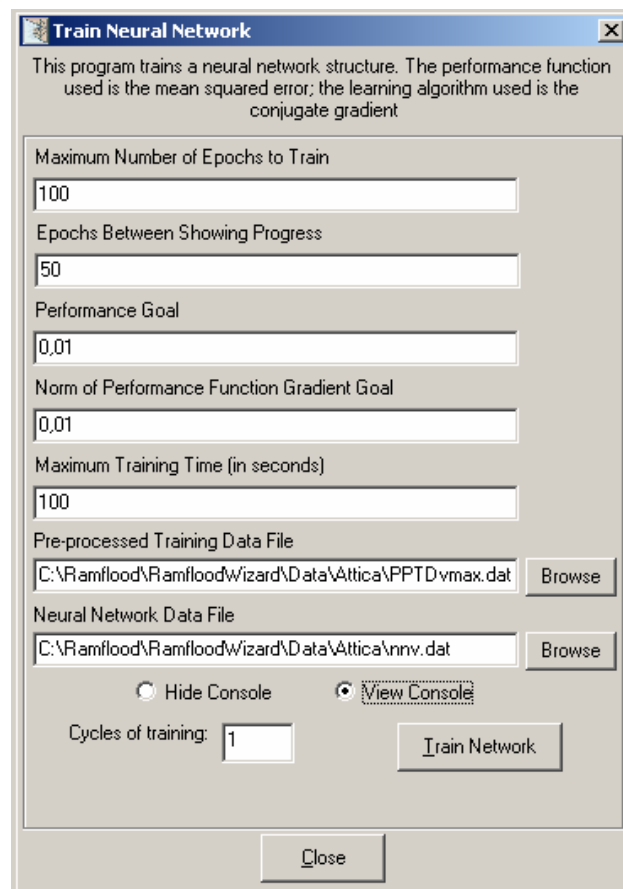 Train Neural Network
This program trains a neural network structure. The performance function
used is the mean squared error; the learning algorithm used is the
conjugate gradient
Maximum Number of Epochs to Train
100
Epochs Between Showing Progress
50
Performance Goal
0,01
Norm of Performance Function Gradient Goal
0,01
Maximum Training Time (in seconds)
100
Pre-processed Training Data File
C:\Ramflood\RamfloodWizard\Data\Attica\PPTDvmax.dat Browse
Neural Network Data File
C:\Ramflood\RamfloodWizard\Data\Attica\nnv.dat Browse
Hide Console View Console
Cycles of training: 1 Train Network
Close